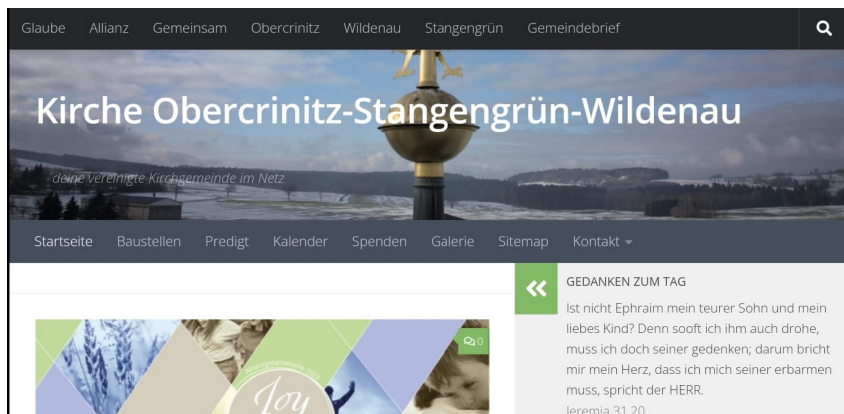 Glaube Allianz Gemeinsam Obercrinitz Wildenau Stangengrün Gemeindebrief
Kirche Obercrinitz-Stangengrün-Wildenau
deine vereinigte Kirchgemeinde im Netz
Startseite Baustellen Predigt Kalender Spenden Galerie Sitemap Kontakt
GEDANKEN ZUM TAG
Ist nicht Ephraim mein teurer Sohn und mein
liebes Kind? Denn sooft ich ihm auch drohe,
muss ich doch seiner gedenken; darum bricht
mir mein Herz, dass ich mich seiner erbarmen
muss, spricht der HERR.
Jeremia 31,20
0
Joy